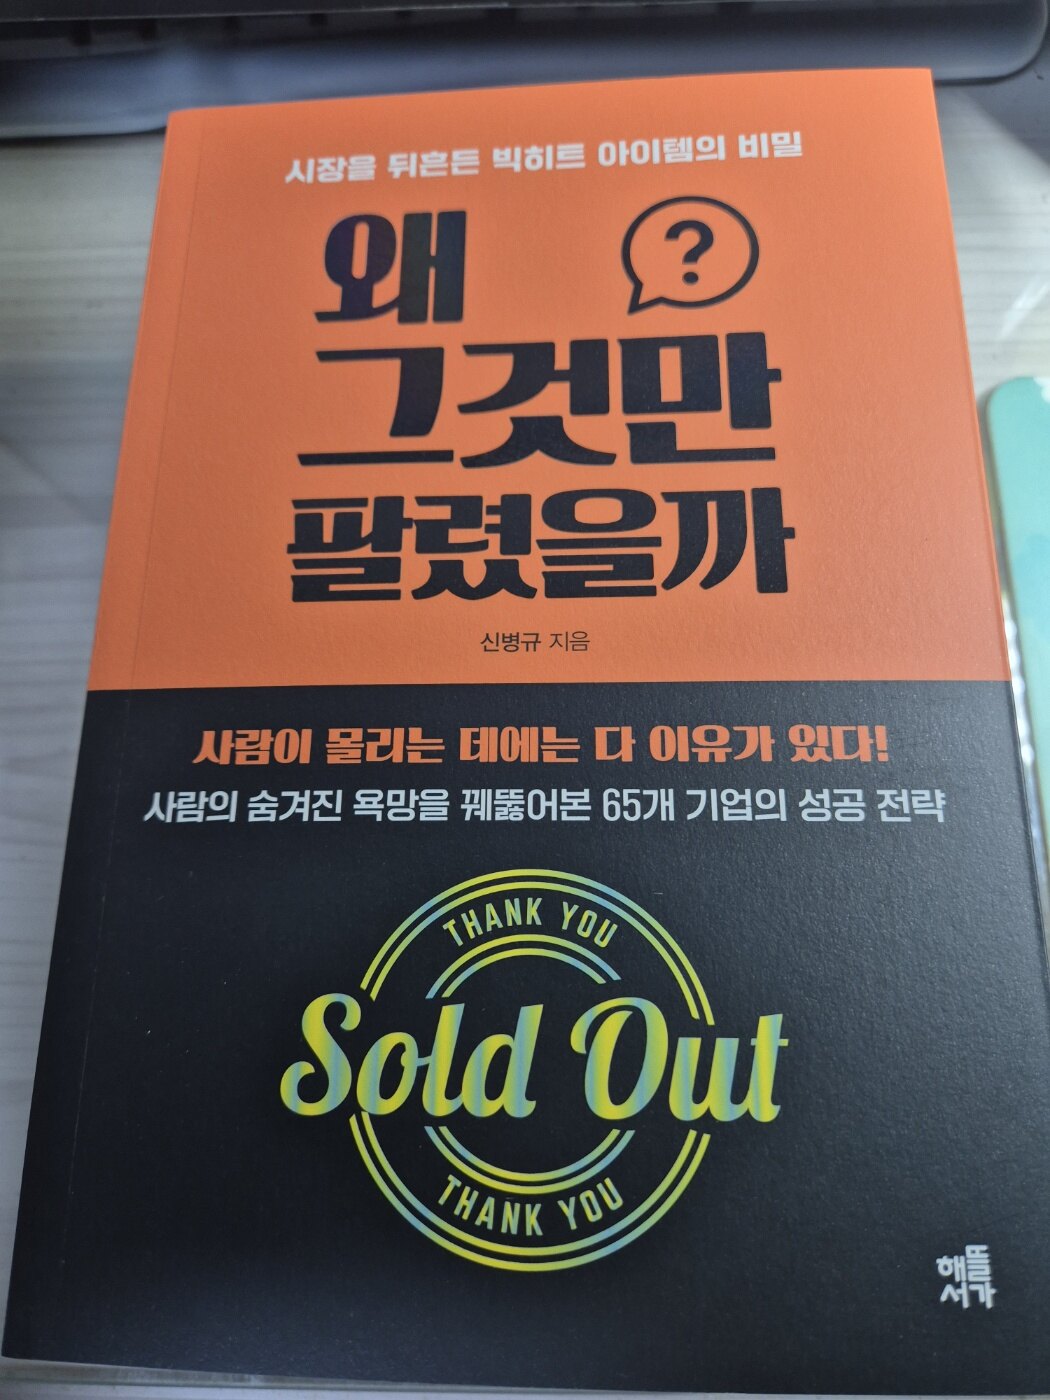 시장을 뒤흔든 빅히트 아이템의 비밀
왜 ?
그것만
팔렸을까
신병규 지음
사람이 몰리는 데에는 다 이유가 있다!
사람의 숨겨진 욕망을 꿰뚫어본 65개 기업의 성공 전략
THANK YOU
Sold Out
THANK YOU
해뜰
서가